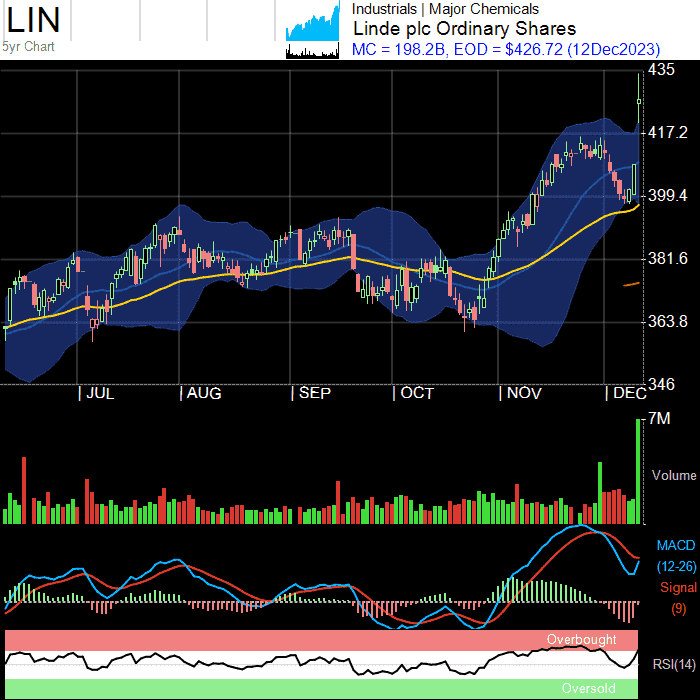 LIN
5yr Chart
Industrials | Major Chemicals
Linde plc Ordinary Shares
MC = 198.2B, EOD = $426.72 (12Dec2023)
435
417.2
399.4
381.6
363.8
346
| JUL | AUG | SEP | OCT | NOV | DEC
7M
Volume
MACD
(12-26)
Signal
(9)
Overbought
RSI(14)
Oversold